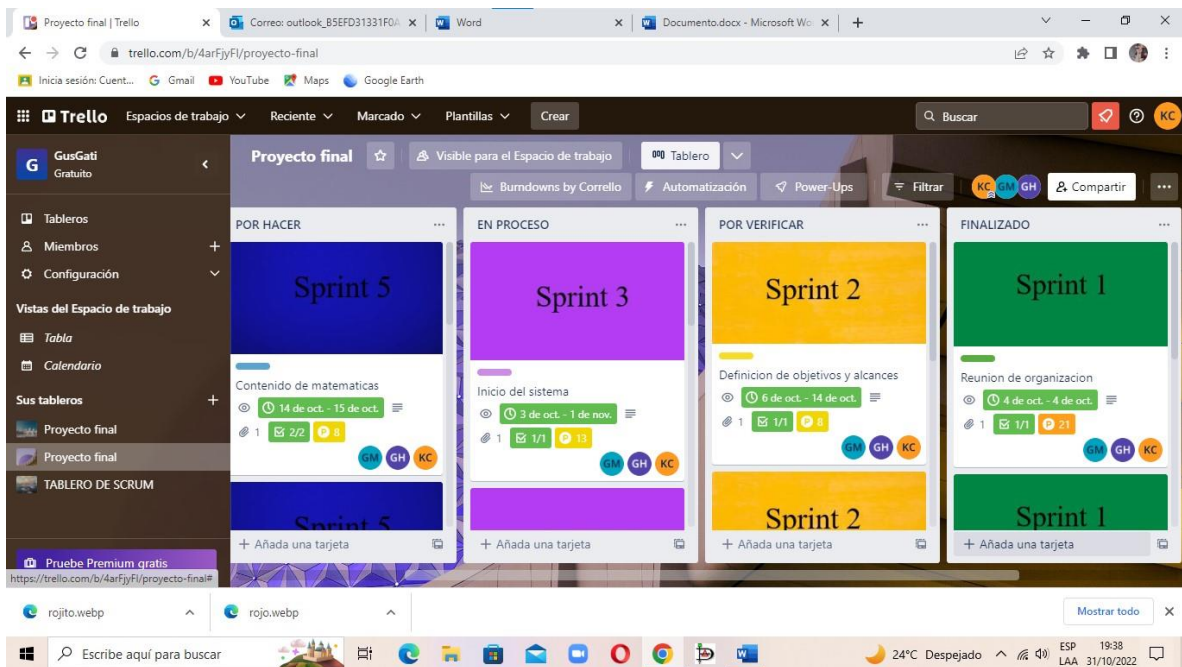 Proyecto final | Trello
Correo: outlook_B5EFD31331F0A
Word
Documento.docx - Microsoft Wo
trello.com/b/4arFjyFl/proyecto-final
Inicia sesión: Cuent...
Gmail
YouTube
Maps
Google Earth
Trello
Espacios de trabajo
Reciente
Marcado
Plantillas
Crear
Buscar
KC
G
GusGati
Gratuito
Proyecto final
Visible para el Espacio de trabajo
Tablero
Burndowns by Corrello
Automatización
Power-Ups
Filtrar
KC GM GH
Compartir
Tableros
Miembros
Configuración
Vistas del Espacio de trabajo
Tabla
Calendario
Sus tableros
Proyecto final
Proyecto final
TABLERO DE SCRUM
Pruebe Premium gratis
https://trello.com/b/4arFjyFl/proyecto-final#
POR HACER
Sprint 5
Contenido de matematicas
14 de oct. - 15 de oct.
1 2/2 P 8
GM GH KC
Sprint 5
+ Añada una tarjeta
EN PROCESO
Sprint 3
Inicio del sistema
3 de oct. - 1 de nov.
1 1/1 P 13
GM GH KC
+ Añada una tarjeta
POR VERIFICAR
Sprint 2
Definicion de objetivos y alcances
6 de oct. - 14 de oct.
1 1/1 P 8
GM GH KC
Sprint 2
+ Añada una tarjeta
FINALIZADO
Sprint 1
Reunion de organizacion
4 de oct. - 4 de oct.
1 1/1 P 21
GM GH KC
Sprint 1
+ Añada una tarjeta
rojito.webp
rojo.webp
Mostrar todo
Escribe aquí para buscar
24°C Despejado
ESP
LAA
19:38
31/10/2022